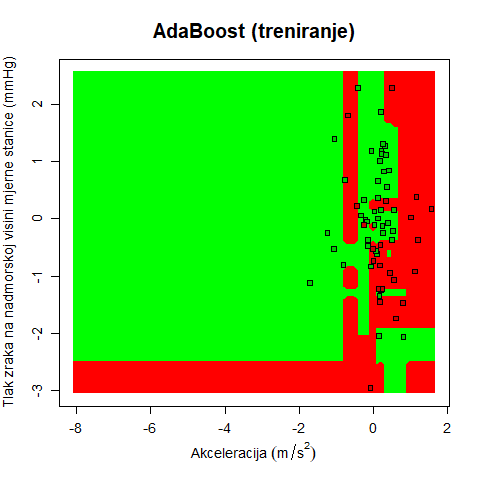 AdaBoost (treniranje)
Tlak zraka na nadmorskoj visini mjerne stanice (mmHg)
2
1
0
-1
-2
-3
-8 -6 -4 -2 0 2
Akceleracija (m/s²)